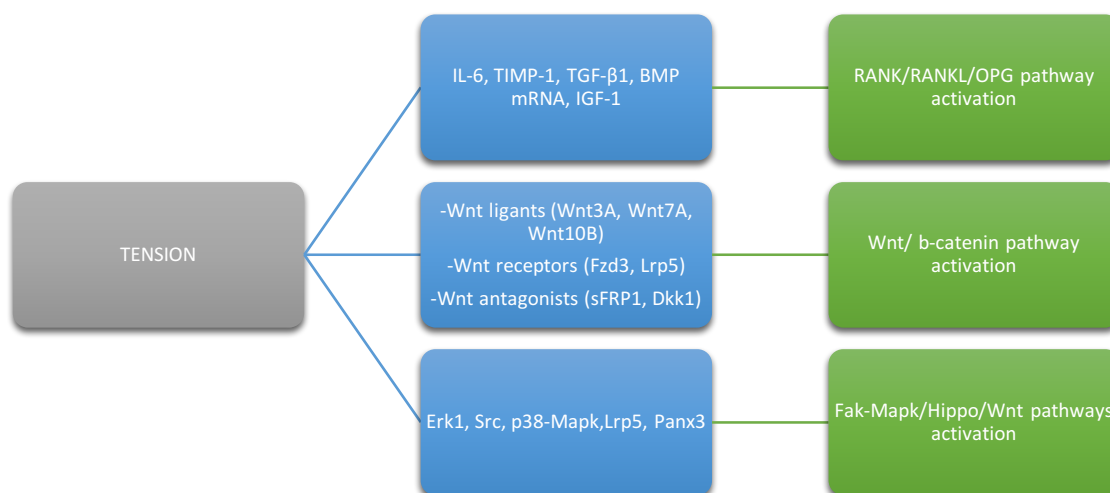 TENSION
IL-6, TIMP-1, TGF-β1, BMP
mRNA, IGF-1
RANK/RANKL/OPG pathway
activation
-Wnt ligants (Wnt3A, Wnt7A,
Wnt10B)
-Wnt receptors (Fzd3, Lrp5)
-Wnt antagonists (sFRP1, Dkk1)
Wnt/ b-catenin pathway
activation
Erk1, Src, p38-Mapk,Lrp5, Panx3
Fak-Mapk/Hippo/Wnt pathways
activation